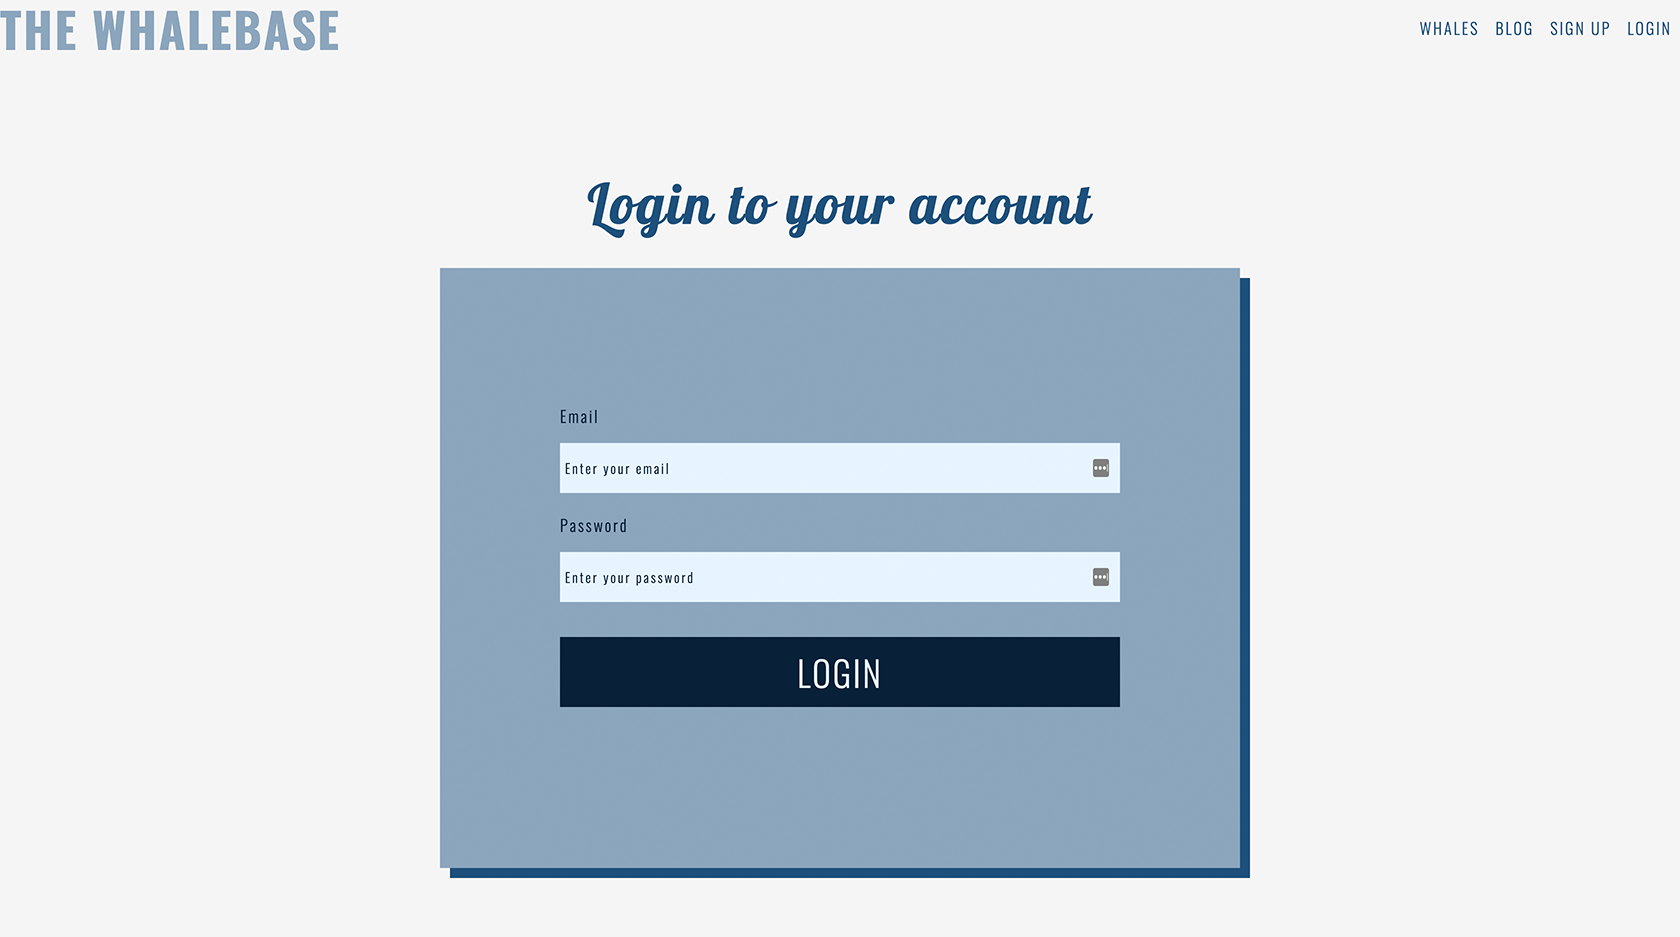 THE WHALEBASE
WHALES BLOG SIGN UP LOGIN
Login to your account
Email
Enter your email
Password
Enter your password
LOGIN